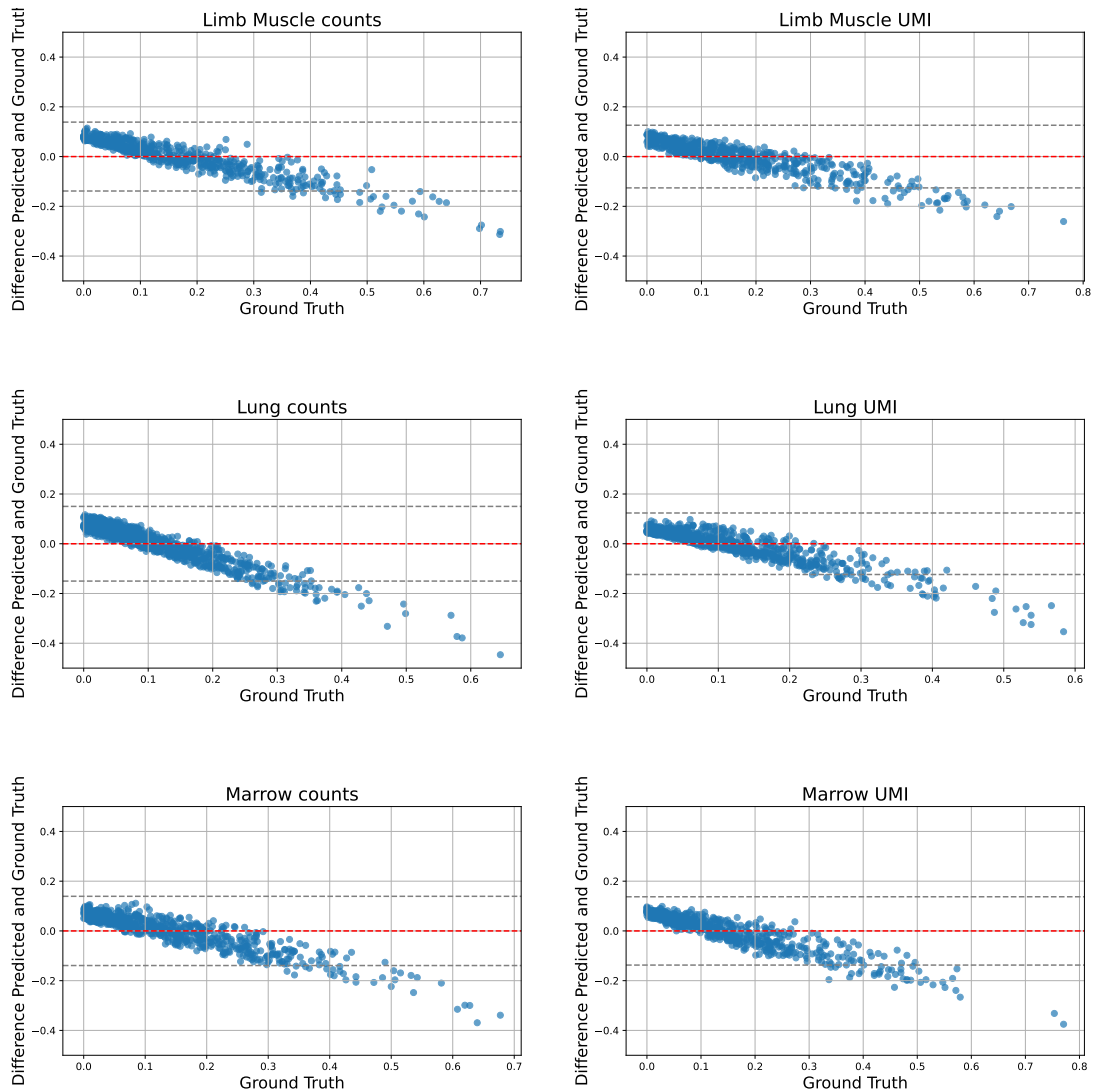 Limb Muscle counts
Difference Predicted and Ground Truth
0.4
0.2
0.0
−0.2
−0.4
0.0 0.1 0.2 0.3 0.4 0.5 0.6 0.7
Ground Truth
Limb Muscle UMI
Difference Predicted and Ground Truth
0.4
0.2
0.0
−0.2
−0.4
0.0 0.1 0.2 0.3 0.4 0.5 0.6 0.7 0.8
Ground Truth
Lung counts
Difference Predicted and Ground Truth
0.4
0.2
0.0
−0.2
−0.4
0.0 0.1 0.2 0.3 0.4 0.5 0.6
Ground Truth
Lung UMI
Difference Predicted and Ground Truth
0.4
0.2
0.0
−0.2
−0.4
0.0 0.1 0.2 0.3 0.4 0.5 0.6
Ground Truth
Marrow counts
Difference Predicted and Ground Truth
0.4
0.2
0.0
−0.2
−0.4
0.0 0.1 0.2 0.3 0.4 0.5 0.6 0.7
Ground Truth
Marrow UMI
Difference Predicted and Ground Truth
0.4
0.2
0.0
−0.2
−0.4
0.0 0.1 0.2 0.3 0.4 0.5 0.6 0.7 0.8
Ground Truth